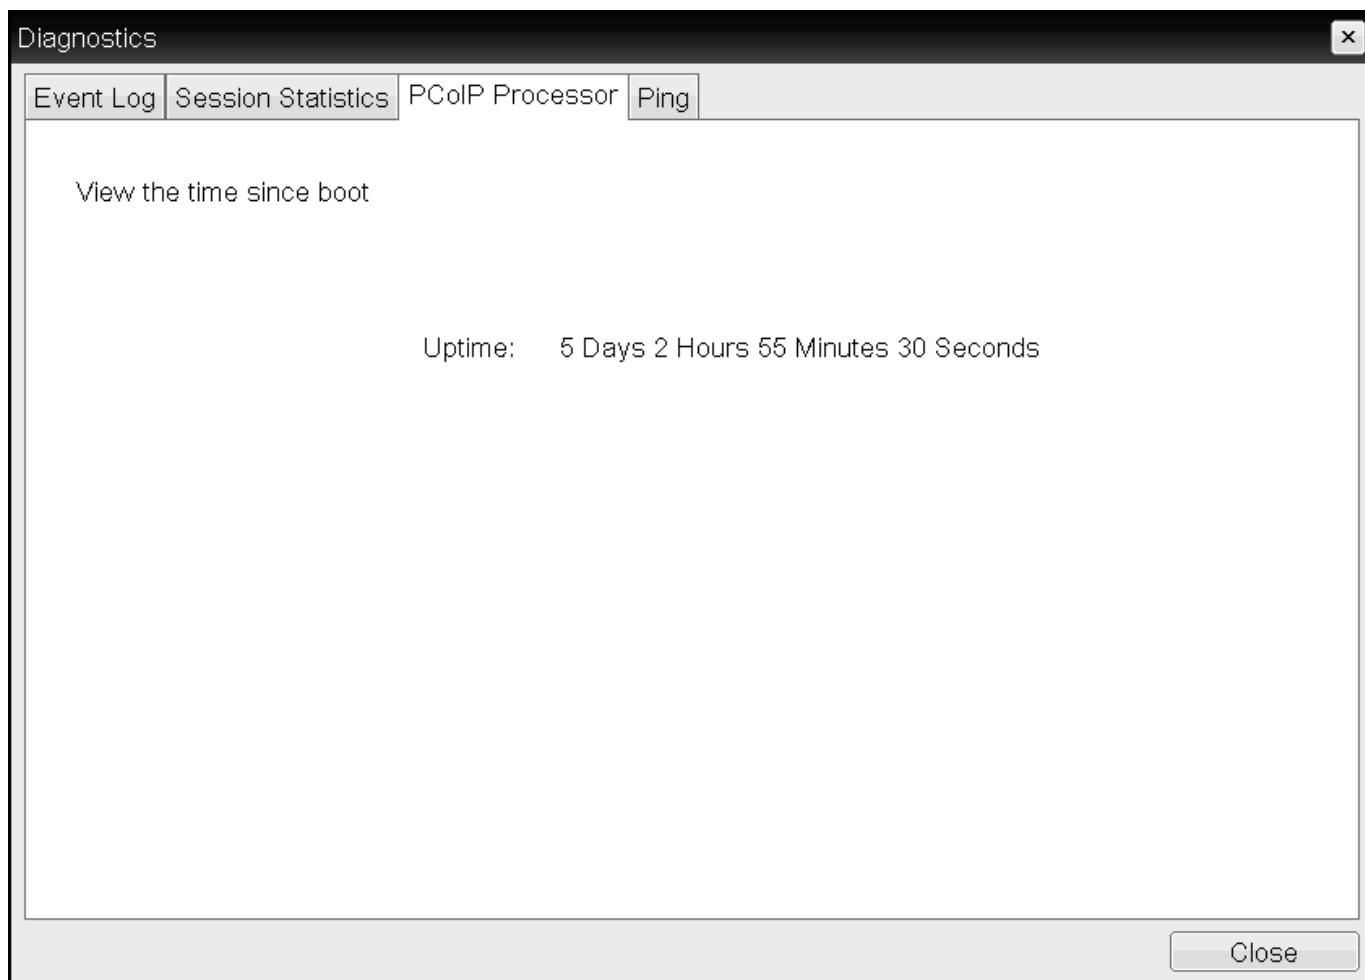 Diagnostics
Event Log Session Statistics PCoIP Processor Ping
View the time since boot
Uptime: 5 Days 2 Hours 55 Minutes 30 Seconds
Close